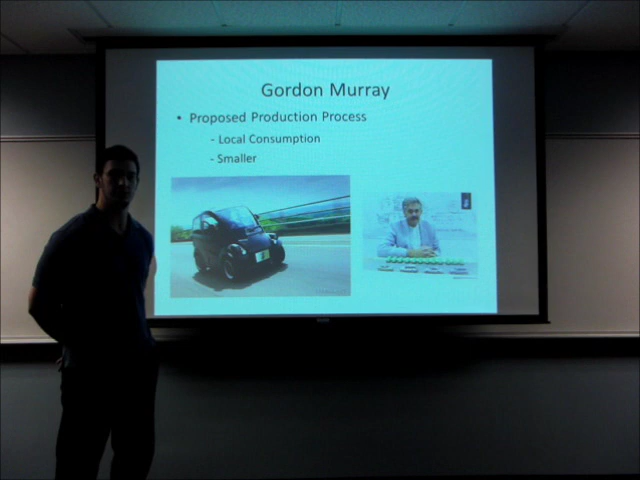 Gordon Murray
• Proposed Production Process
- Local Consumption
- Smaller